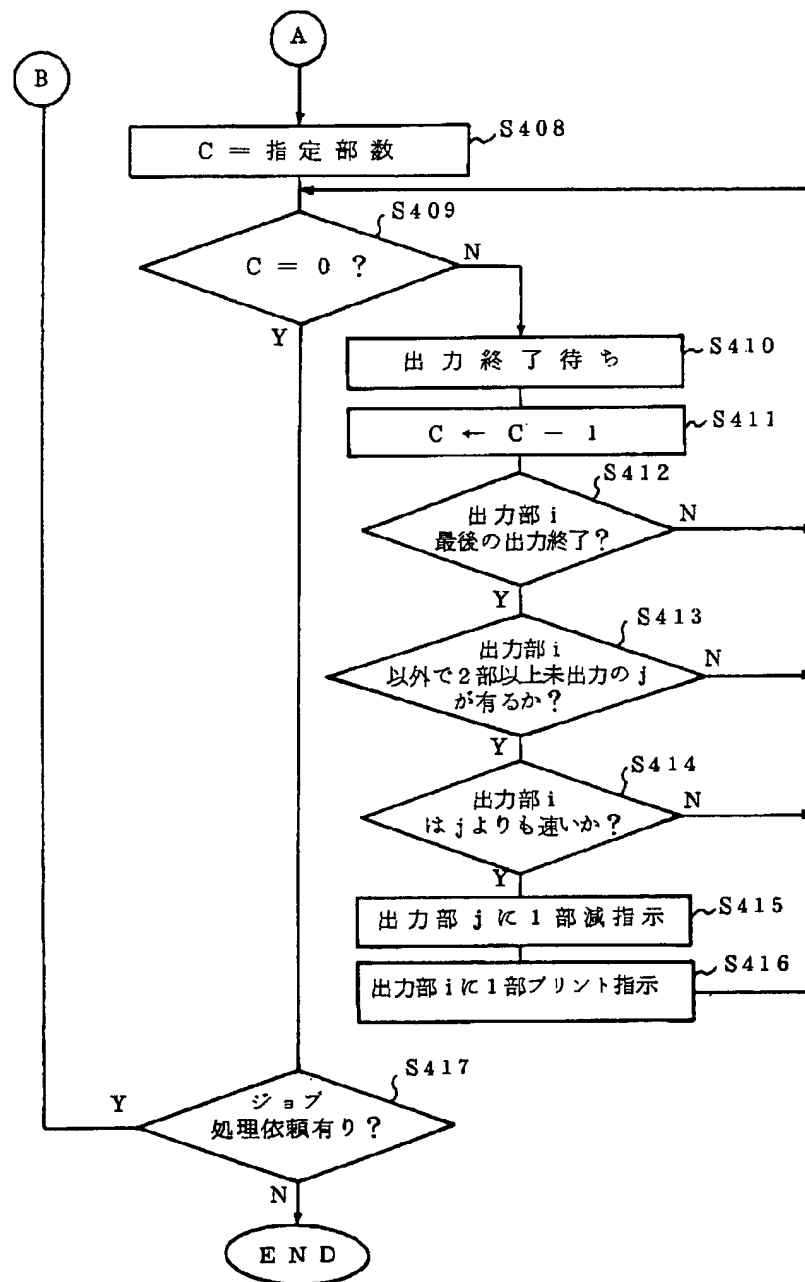 A
B
C = 指定部数
S408
S409
C = 0 ?
N
Y
出力終了待ち
S410
C ← C − 1
S411
S412
出力部 i
最後の出力終了?
N
Y
S413
出力部 i
以外で2部以上未出力の j
が有るか?
N
Y
S414
出力部 i
は j よりも速いか?
N
Y
出力部 j に 1 部減指示
S415
出力部 i に 1 部プリント指示
S416
S417
ジョブ
処理依頼有り?
Y
N
END